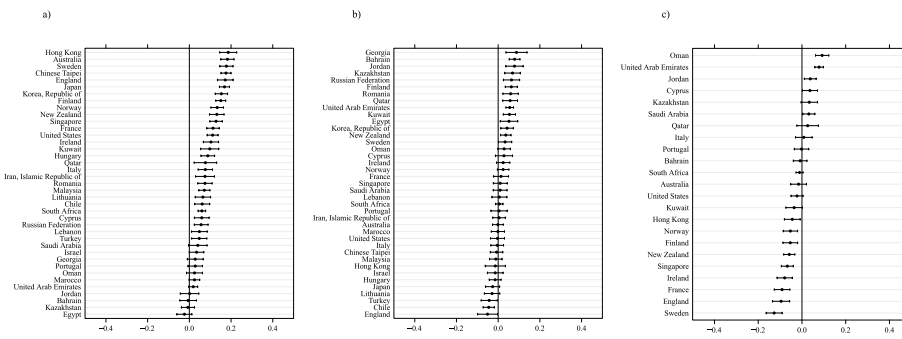 a)
Hong Kong
Australia
Sweden
Chinese Taipei
England
Japan
Korea, Republic of
Finland
Norway
New Zealand
Singapore
France
United States
Ireland
Kuwait
Hungary
Qatar
Italy
Iran, Islamic Republic of
Romania
Malaysia
Lithuania
Chile
South Africa
Cyprus
Russian Federation
Lebanon
Turkey
Saudi Arabia
Israel
Georgia
Portugal
Oman
Marocco
United Arab Emirates
Jordan
Bahrain
Kazakhstan
Egypt
−0.4 −0.2 0.0 0.2 0.4
b)
Georgia
Bahrain
Jordan
Kazakhstan
Russian Federation
Finland
Romania
Qatar
United Arab Emirates
Kuwait
Egypt
Korea, Republic of
New Zealand
Sweden
Oman
Cyprus
Ireland
Norway
France
Singapore
Saudi Arabia
Lebanon
South Africa
Portugal
Iran, Islamic Republic of
Australia
Marocco
United States
Italy
Chinese Taipei
Malaysia
Hong Kong
Israel
Hungary
Japan
Lithuania
Turkey
Chile
England
−0.4 −0.2 0.0 0.2 0.4
c)
Oman
United Arab Emirates
Jordan
Cyprus
Kazakhstan
Saudi Arabia
Qatar
Italy
Portugal
Bahrain
South Africa
Australia
United States
Kuwait
Hong Kong
Norway
Finland
New Zealand
Singapore
Ireland
France
England
Sweden
−0.4 −0.2 0.0 0.2 0.4